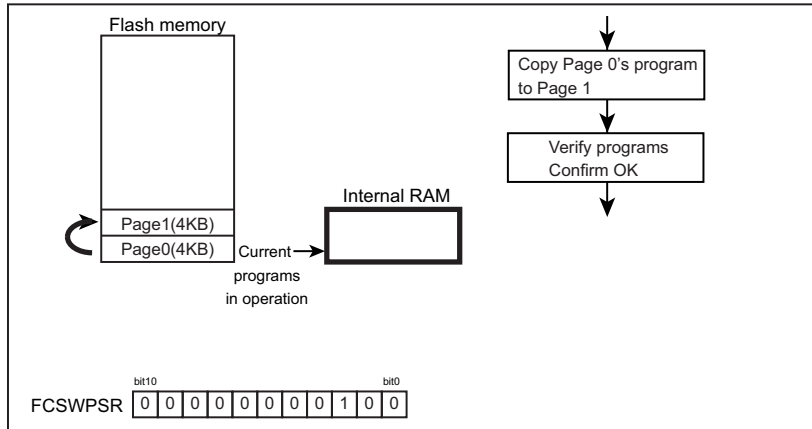 Flash memory
Page1(4KB)
Page0(4KB)
Current
programs
in operation
Internal RAM
Copy Page 0's program
to Page 1
Verify programs
Confirm OK
bit10
bit0
FCSWPSR 0 0 0 0 0 0 0 0 1 0 0